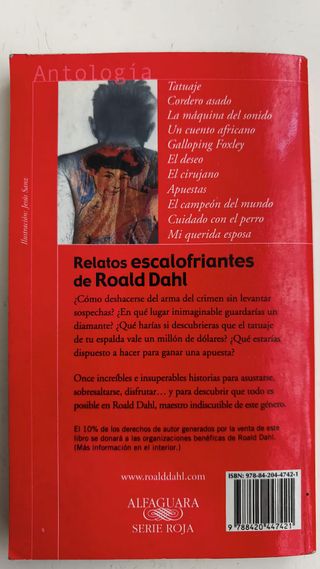 Antología
Tatuaje
Cordero asado
La máquina del sonido
Un cuento africano
Galloping Foxley
El deseo
El cirujano
Apuestas
El campeón del mundo
Cuidado con el perro
Mi querida esposa
Ilustración: Jesús Sanz
Relatos escalofriantes
de Roald Dahl
¿Cómo deshacerse del arma del crimen sin levantar
sospechas? ¿En qué lugar inimaginable guardarías un
diamante? ¿Qué harías si descubrieras que el tatuaje
de tu espalda vale un millón de dólares? ¿Qué estarías
dispuesto a hacer para ganar una apuesta?
Once increíbles e insuperables historias para asustarse,
sobresaltarse, disfrutar… y para descubrir que todo es
posible en Roald Dahl, maestro indiscutible de este género.
El 10% de los derechos de autor generados por la venta de este
libro se donará a las organizaciones benéficas de Roald Dahl.
(Más información en el interior.)
www.roalddahl.com
ALFAGUARA
SERIE ROJA
ISBN: 978-84-204-4742-1
9 788420 447421